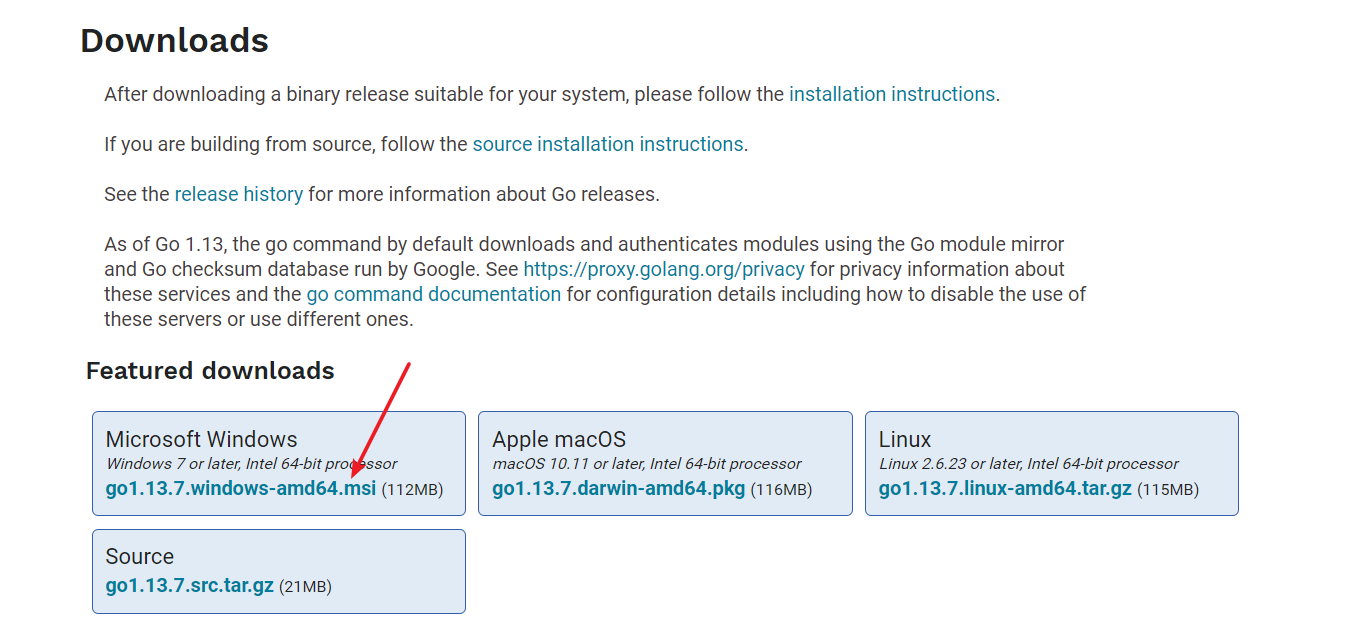 Downloads
After downloading a binary release suitable for your system, please follow the installation instructions.
If you are building from source, follow the source installation instructions.
See the release history for more information about Go releases.
As of Go 1.13, the go command by default downloads and authenticates modules using the Go module mirror
and Go checksum database run by Google. See https://proxy.golang.org/privacy for privacy information about
these services and the go command documentation for configuration details including how to disable the use of
these servers or use different ones.
Featured downloads
Microsoft Windows
Windows 7 or later, Intel 64-bit processor
go1.13.7.windows-amd64.msi (112MB)
Apple macOS
macOS 10.11 or later, Intel 64-bit processor
go1.13.7.darwin-amd64.pkg (116MB)
Linux
Linux 2.6.23 or later, Intel 64-bit processor
go1.13.7.linux-amd64.tar.gz (115MB)
Source
go1.13.7.src.tar.gz (21MB)